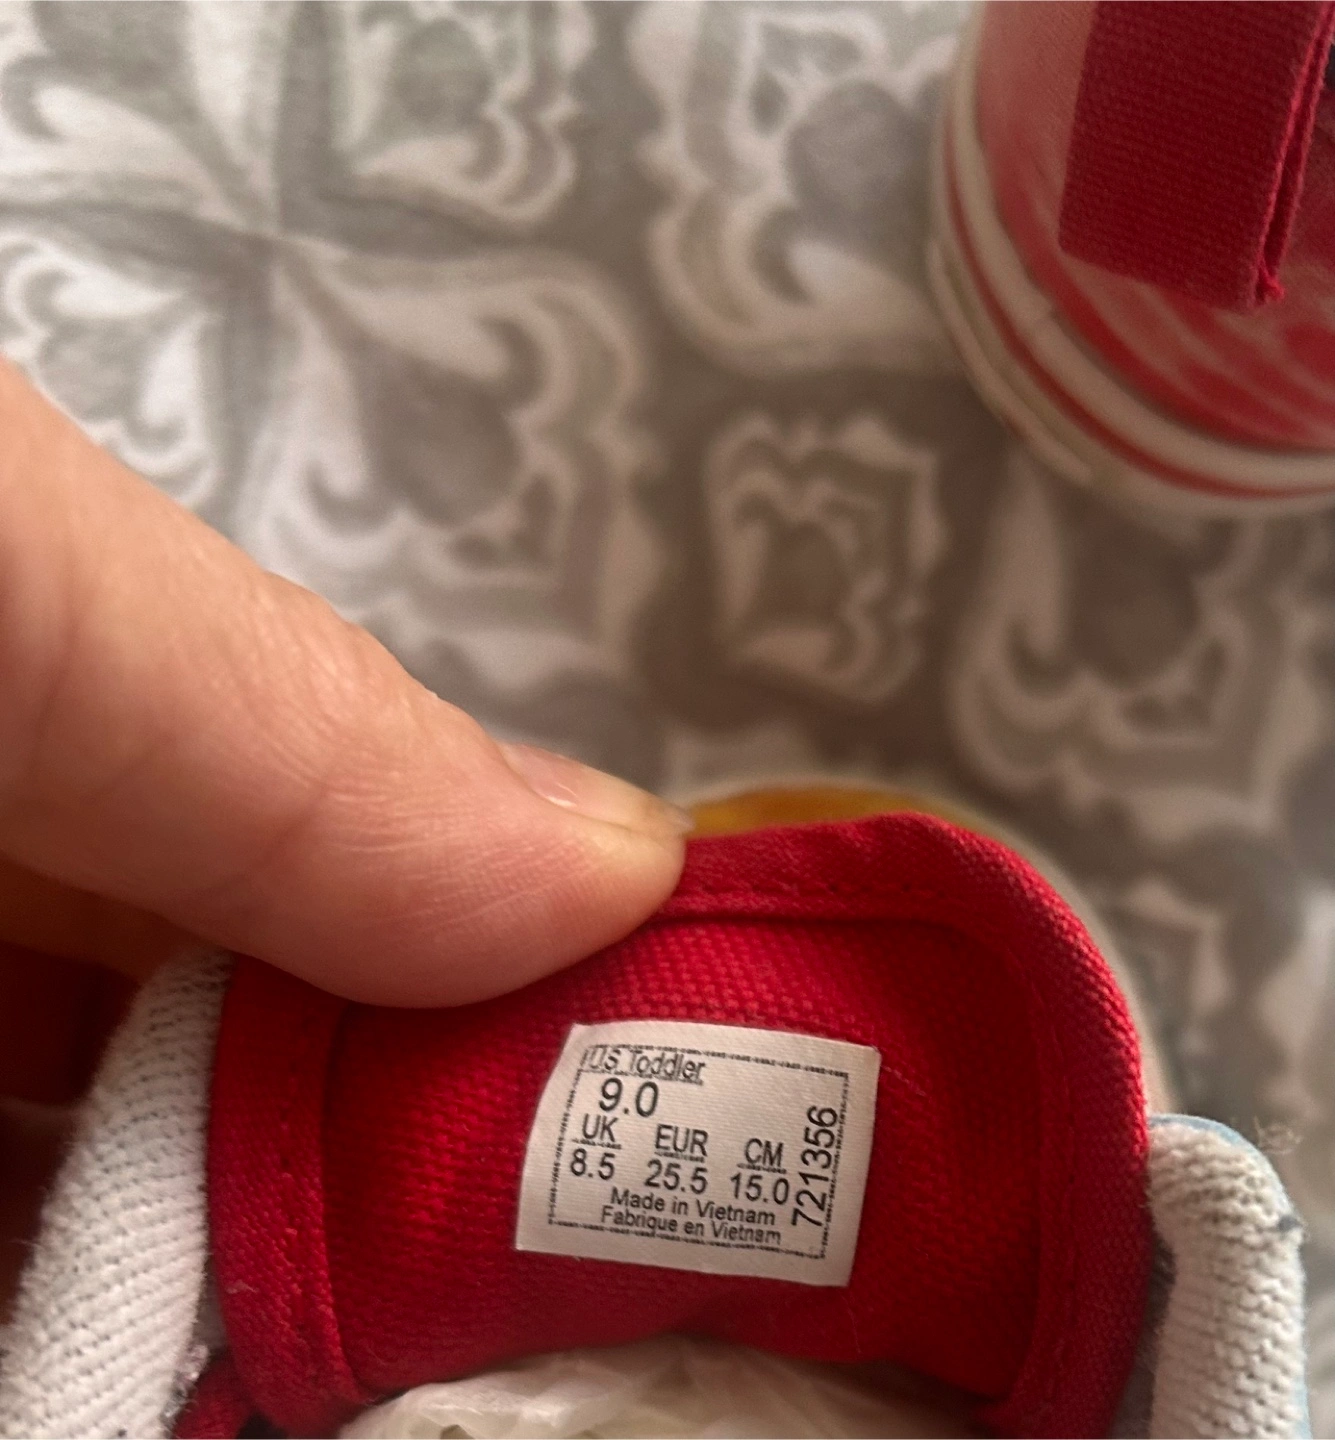 US Toddler
9.0
UK EUR CM
8.5 25.5 15.0
Made in Vietnam
Fabrique en Vietnam
721356